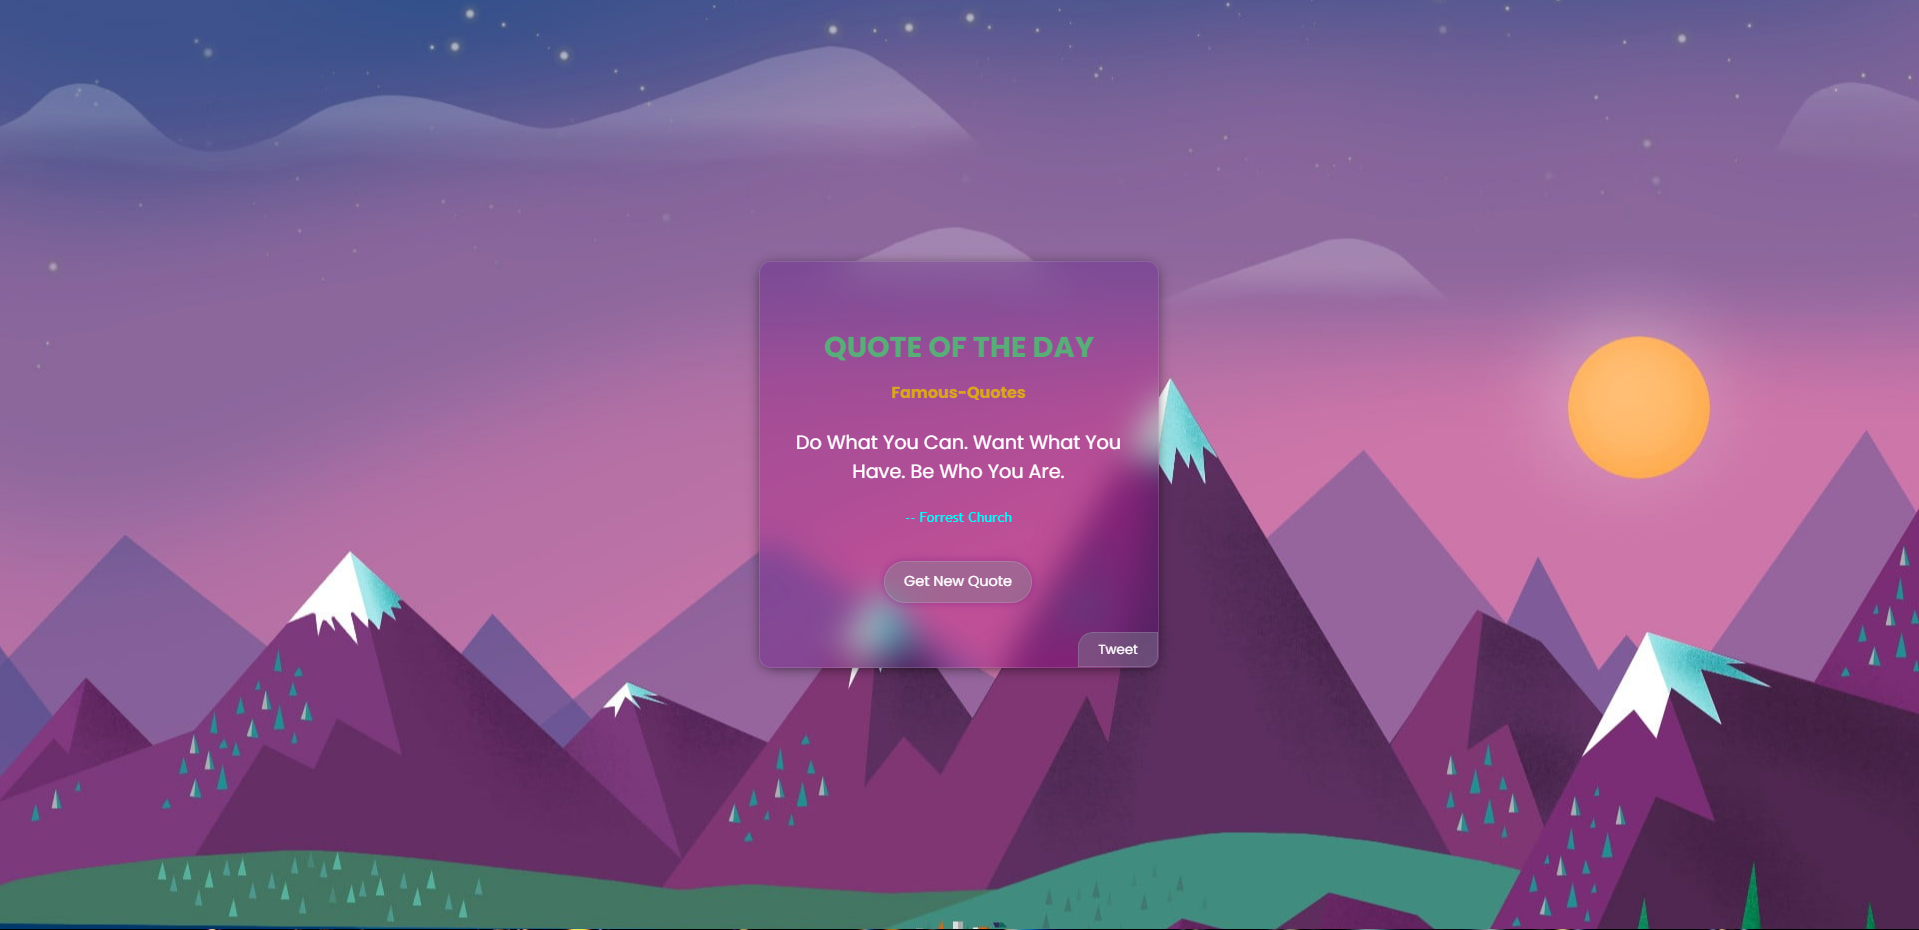 QUOTE OF THE DAY
Famous-Quotes
Do What You Can. Want What You
Have. Be Who You Are.
-- Forrest Church
Get New Quote
Tweet